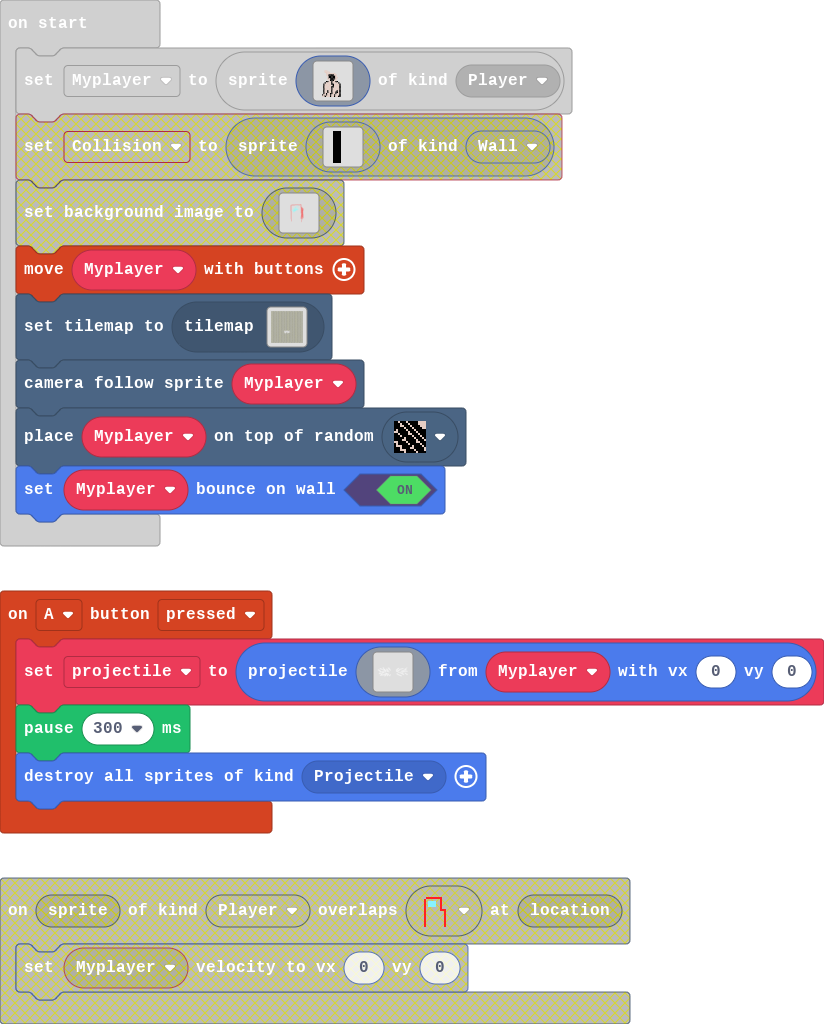 on start
set Myplayer to sprite of kind Player
set Collision to sprite of kind Wall
set background image to
move Myplayer with buttons
set tilemap to tilemap
camera follow sprite Myplayer
place Myplayer on top of random
set Myplayer bounce on wall ON
on A button pressed
set projectile to projectile from Myplayer with vx 0 vy 0
pause 300 ms
destroy all sprites of kind Projectile
on sprite of kind Player overlaps at location
set Myplayer velocity to vx 0 vy 0